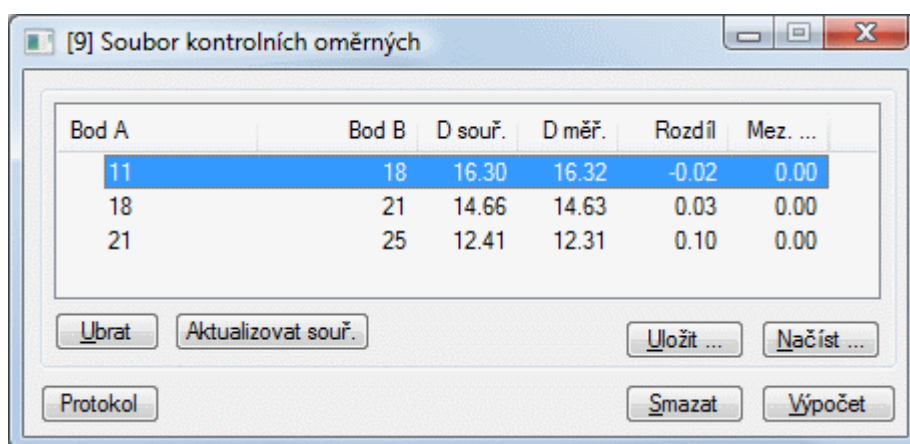 [9] Soubor kontrolních oměrných
Bod A Bod B D souř. D měř. Rozdíl Mez. ...
11 18 16.30 16.32 -0.02 0.00
18 21 14.66 14.63 0.03 0.00
21 25 12.41 12.31 0.10 0.00
Ubrat Aktualizovat souř. Uložit ... Načíst ...
Protokol Smazat Výpočet